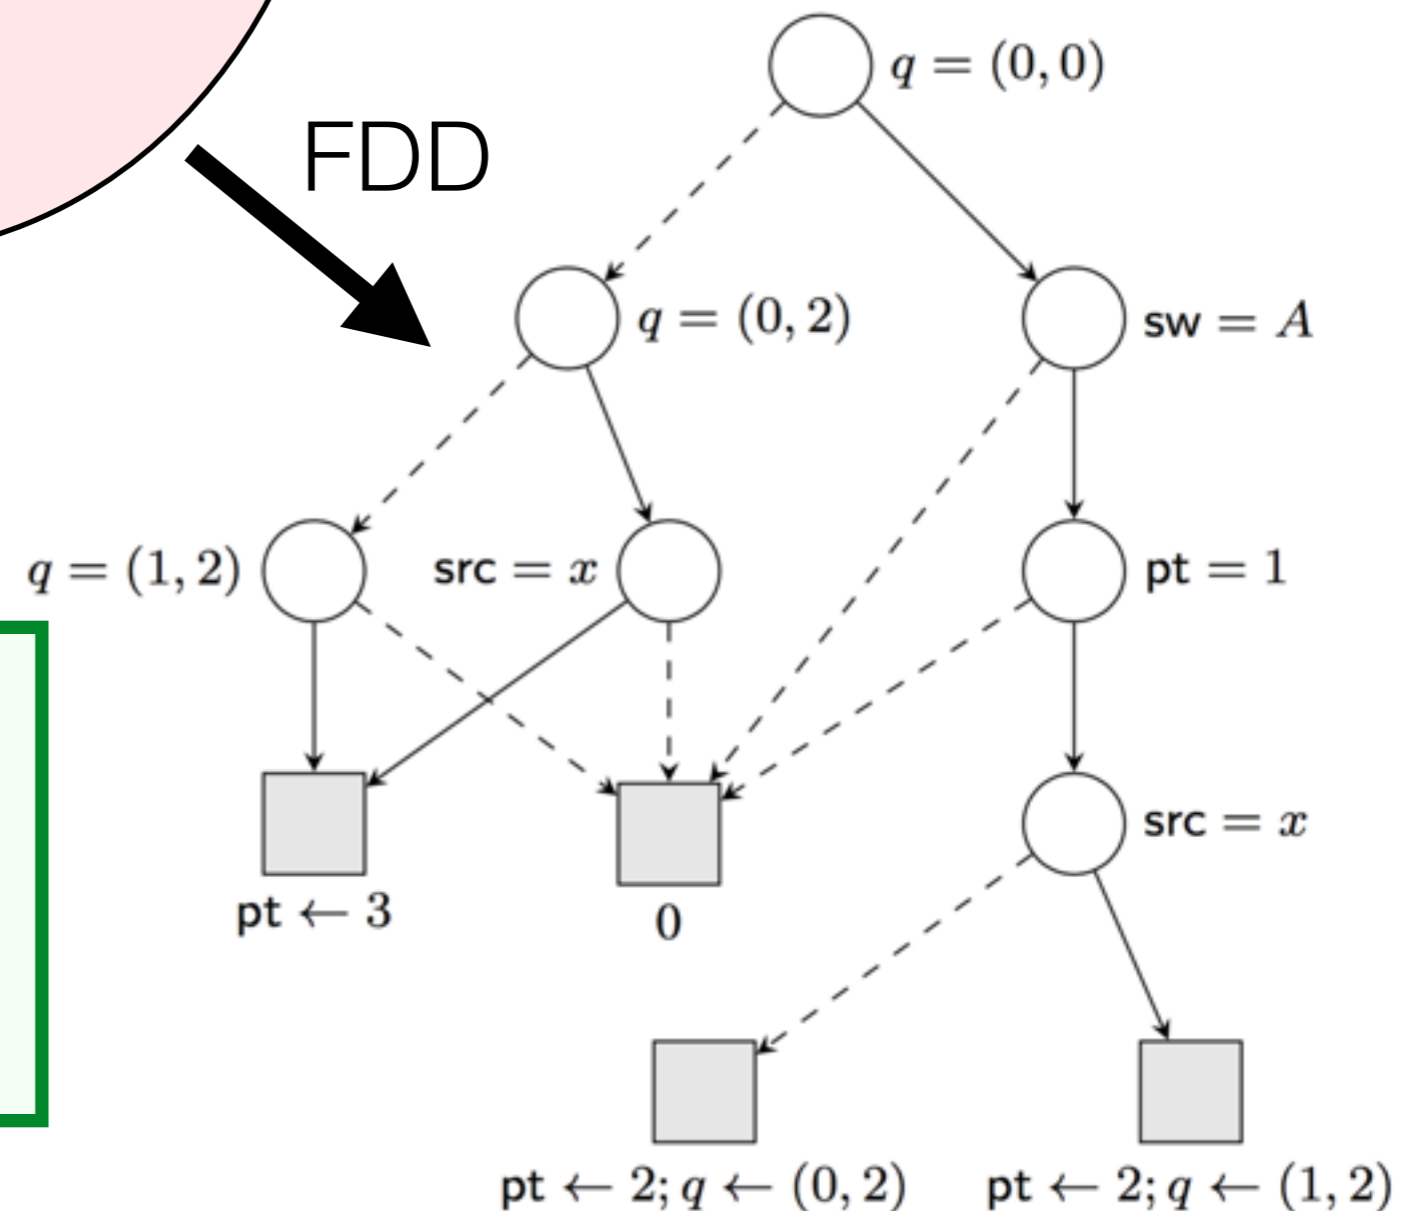 q = (0, 0)
FDD
q = (0, 2)
sw = A
q = (1, 2)
src = x
pt = 1
src = x
pt ← 3
0
pt ← 2; q ← (0, 2)
pt ← 2; q ← (1, 2)